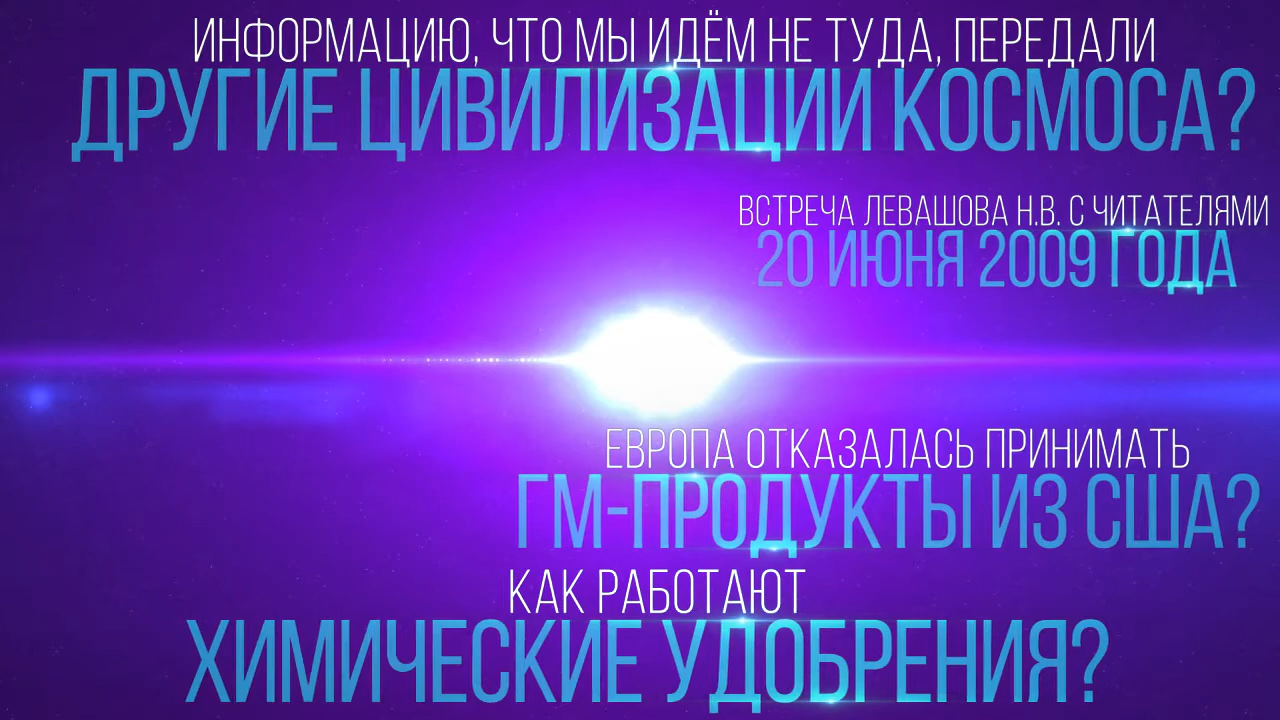 ИНФОРМАЦИЮ, ЧТО МЫ ИДЁМ НЕ ТУДА, ПЕРЕДАЛИ
ДРУГИЕ ЦИВИЛИЗАЦИИ КОСМОСА?
ВСТРЕЧА ЛЕВАШОВА Н.В. С ЧИТАТЕЛЯМИ
20 ИЮНЯ 2009 ГОДА
ЕВРОПА ОТКАЗАЛАСЬ ПРИНИМАТЬ
ГМ-ПРОДУКТЫ ИЗ США?
КАК РАБОТАЮТ
ХИМИЧЕСКИЕ УДОБРЕНИЯ?